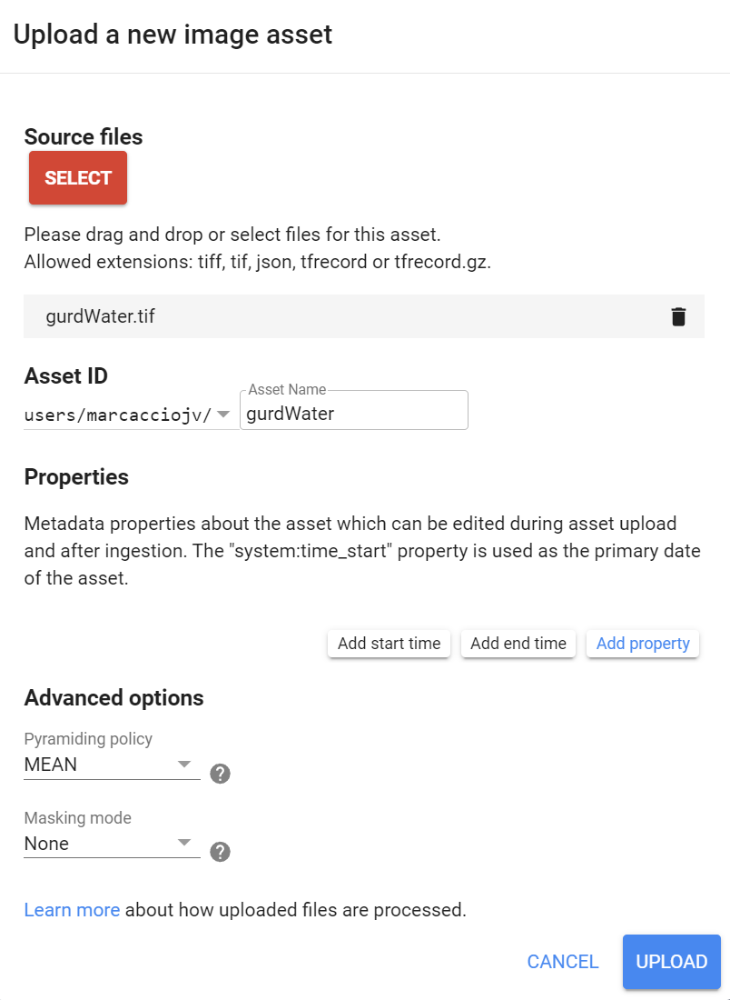 Upload a new image asset
Source files
SELECT
Please drag and drop or select files for this asset.
Allowed extensions: tiff, tif, json, tfrecord or tfrecord.gz.
gurdWater.tif
Asset ID
Asset Name
users/marcacciojv/ gurdWater
Properties
Metadata properties about the asset which can be edited during asset upload
and after ingestion. The "system:time_start" property is used as the primary date
of the asset.
Add start time Add end time Add property
Advanced options
Pyramiding policy
MEAN
?
Masking mode
None
?
Learn more about how uploaded files are processed.
CANCEL UPLOAD